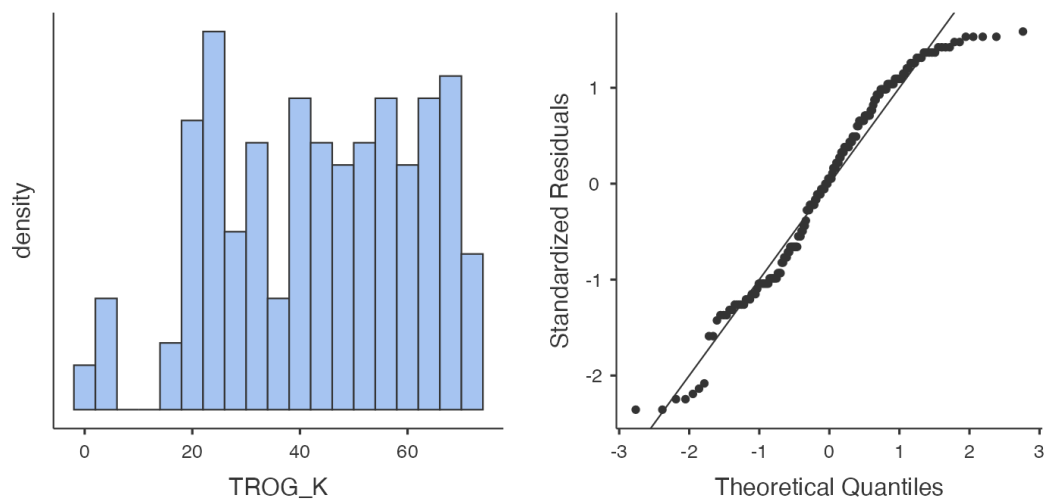 density
0 20 40 60
TROG_K
Standardized Residuals
1
0
-1
-2
-3 -2 -1 0 1 2 3
Theoretical Quantiles